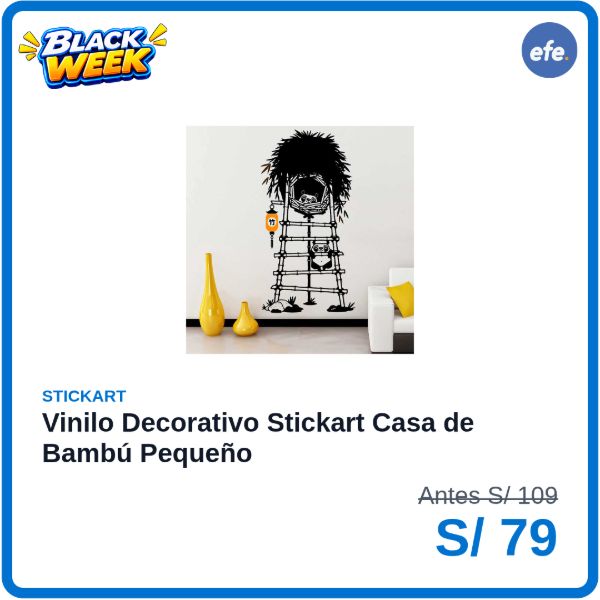 BLACK
WEEK
efe.
STICKART
Vinilo Decorativo Stickart Casa de
Bambú Pequeño
Antes S/ 109
S/ 79